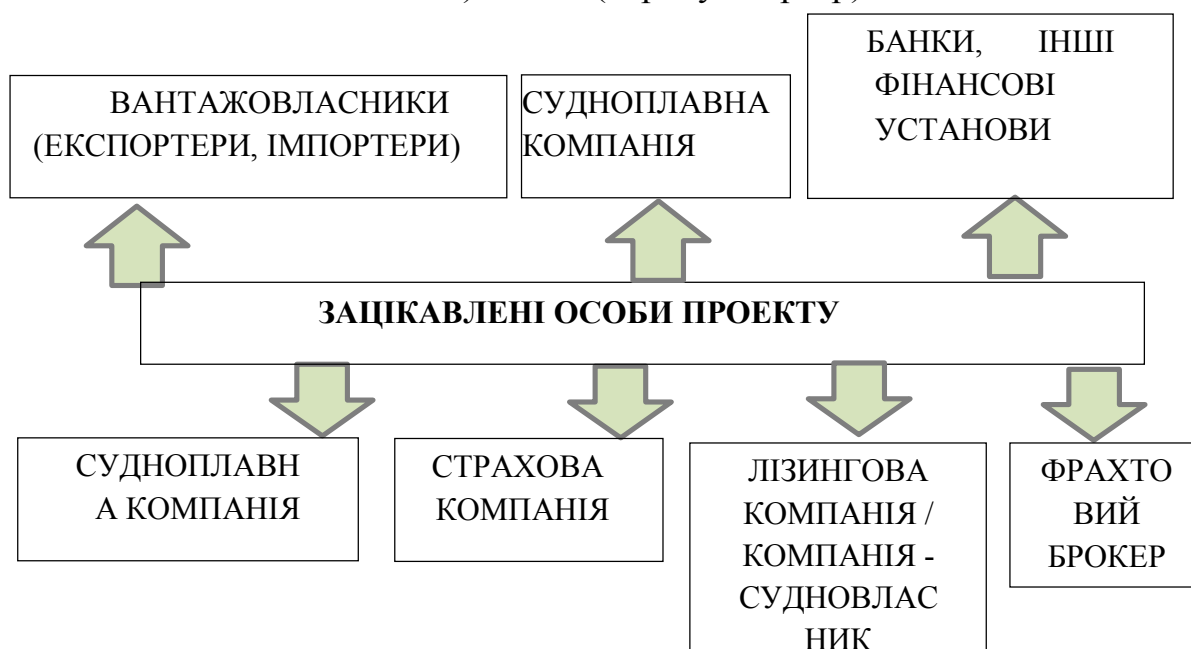 БАНКИ, ІНШІ
ФІНАНСОВІ
УСТАНОВИ
ВАНТАЖОВЛАСНИКИ
(ЕКСПОРТЕРИ, ІМПОРТЕРИ)
СУДНОПЛАВНА
КОМПАНІЯ
ЗАЦІКАВЛЕНІ ОСОБИ ПРОЕКТУ
СУДНОПЛАВН
А КОМПАНІЯ
СТРАХОВА
КОМПАНІЯ
ЛІЗИНГОВА
КОМПАНІЯ /
КОМПАНІЯ -
СУДНОВЛАС
НИК
ФРАХТО
ВИЙ
БРОКЕР